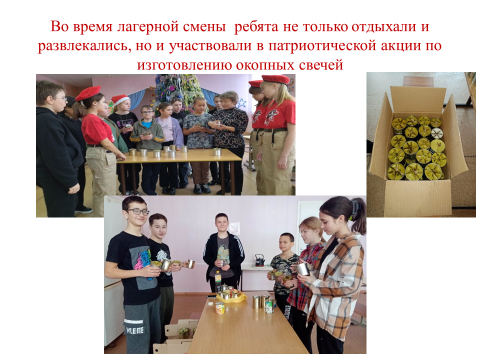 Во время лагерной смены ребята не только отдыхали и
развлекались, но и участвовали в патриотической акции по
изготовлению окопных свечей